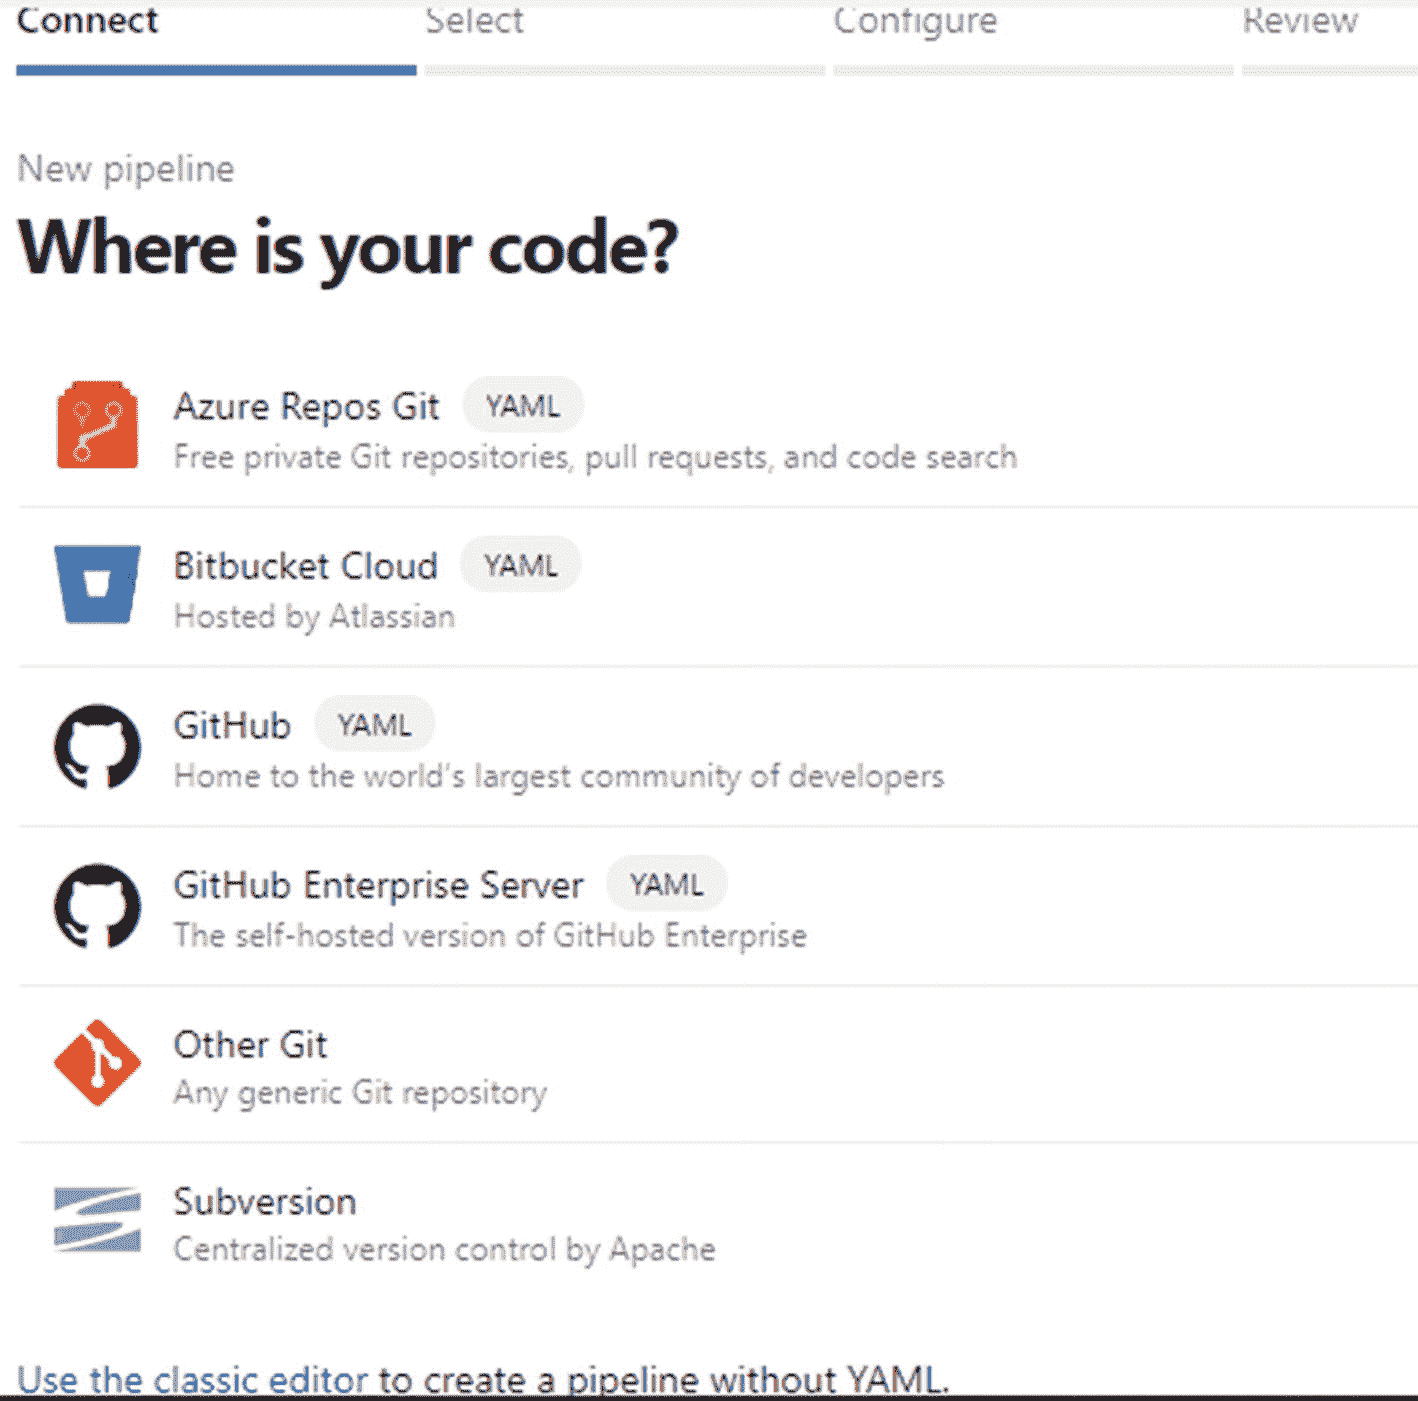 Connect Select Configure Review
New pipeline
Where is your code?
Azure Repos Git YAML
Free private Git repositories, pull requests, and code search
Bitbucket Cloud YAML
Hosted by Atlassian
GitHub YAML
Home to the world's largest community of developers
GitHub Enterprise Server YAML
The self-hosted version of GitHub Enterprise
Other Git
Any generic Git repository
Subversion
Centralized version control by Apache
Use the classic editor to create a pipeline without YAML.